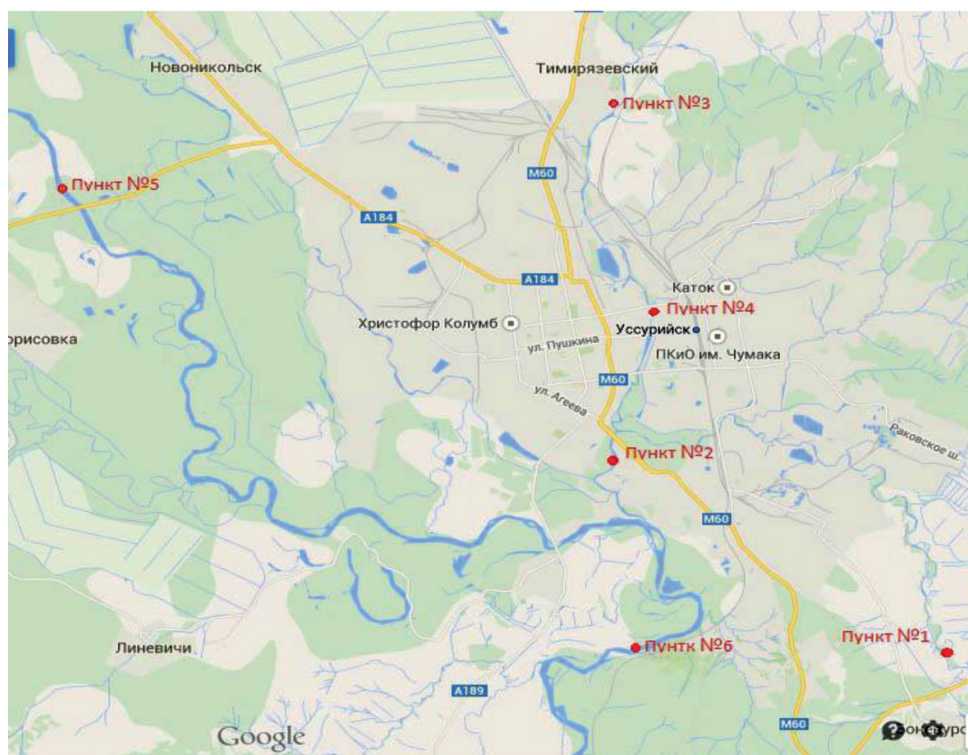 Новоникольск
Тимирязевский
Пункт №3
M60
Пункт №5
A184
A184
Каток
Пункт №4
Христофор Колумб
Уссурийск
орисовка
ул. Пушкина
ПКиО им. Чумака
M60
ул. Агеева
Раковское ш.
Пункт №2
M60
Пункт №1
Линевичи
Пунтк №6
A189
M60
Google